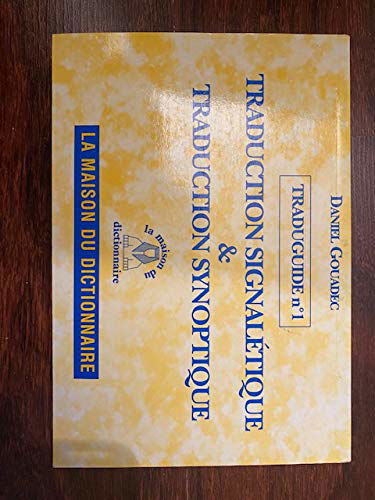 DANIEL GOUADEC
TRADUGUIDE n°1
TRADUCTION SIGNALÉTIQUE
&
TRADUCTION SYNOPTIQUE
la maison du
dictionnaire
LA MAISON DU DICTIONNAIRE